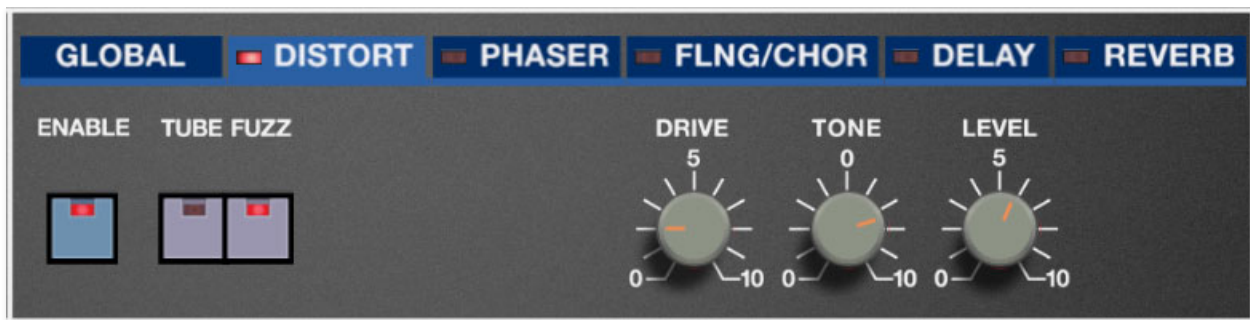 GLOBAL DISTORT PHASER FLNG/CHOR DELAY REVERB
ENABLE TUBE FUZZ DRIVE TONE LEVEL
5 0 5
0 10 0 10 0 10